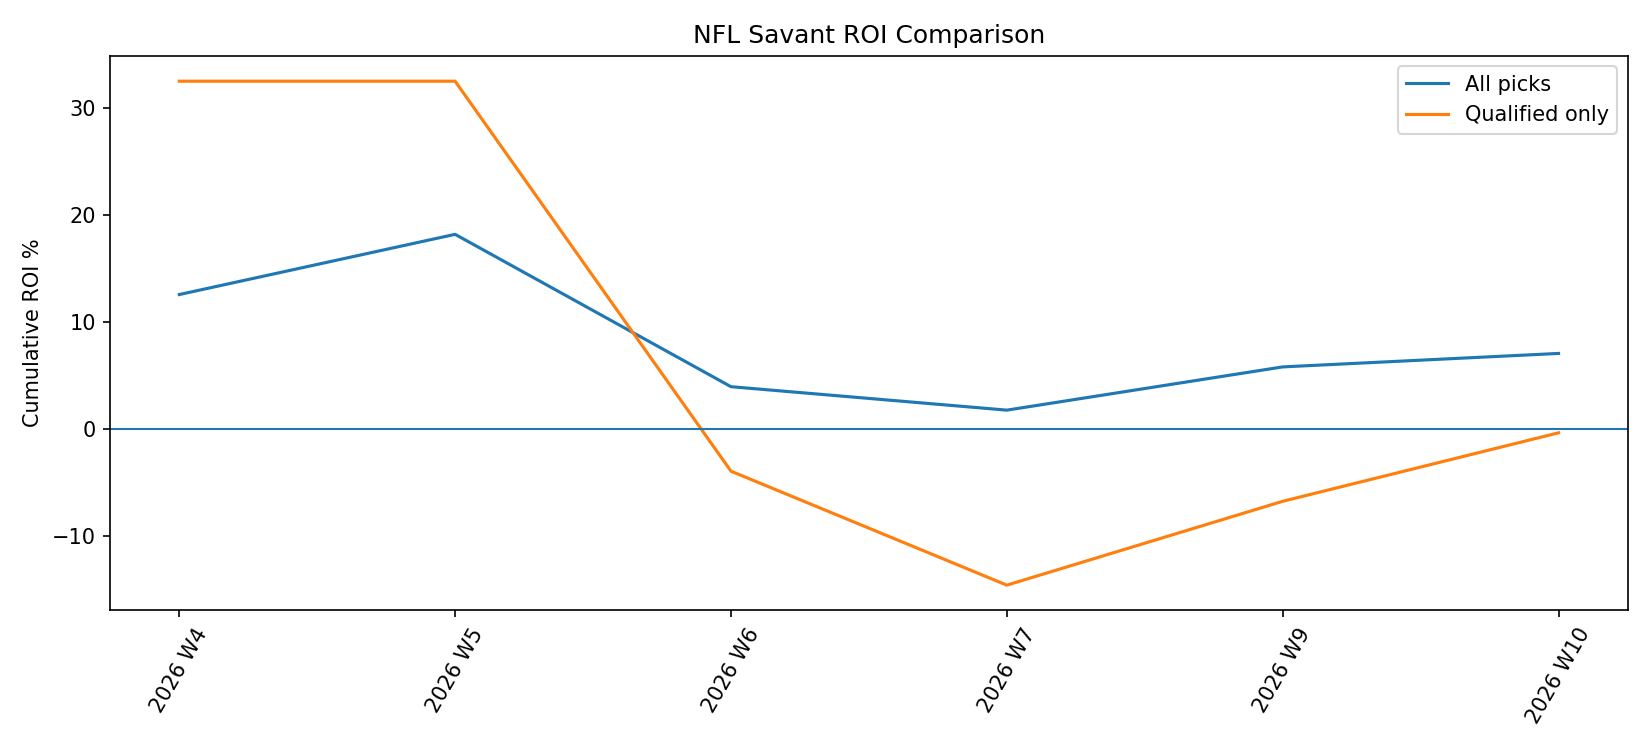 NFL Savant ROI Comparison
All picks
Qualified only
Cumulative ROI %
30
20
10
0
−10
2026 W4
2026 W5
2026 W6
2026 W7
2026 W9
2026 W10